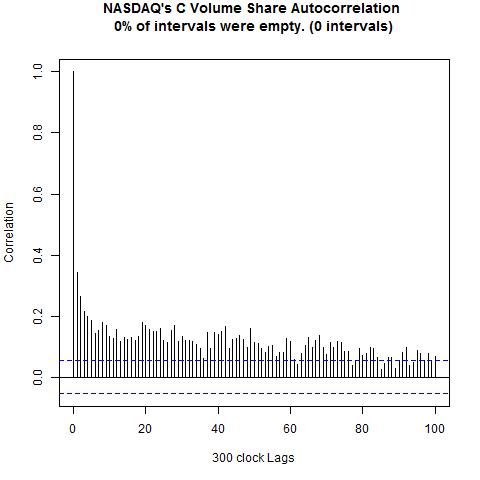 NASDAQ's C Volume Share Autocorrelation
0% of intervals were empty. (0 intervals)
Correlation
1.0
0.8
0.6
0.4
0.2
0.0
0 20 40 60 80 100
300 clock Lags